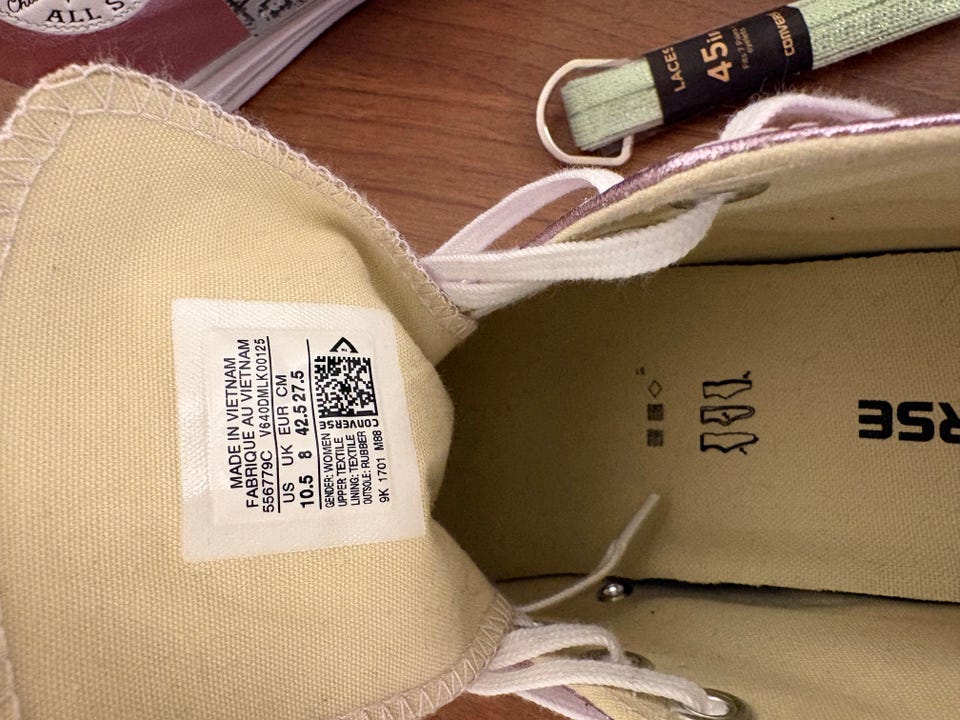 ALL S
LACES
45in
CONVERSE
MADE IN VIETNAM
FABRIQUE AU VIETNAM
556779C V640DMLK00125
US UK EUR CM
10.5 8 42.5 27.5
GENDER: WOMEN
UPPER TEXTILE
LINING: TEXTILE
OUTSOLE: RUBBER
CONVERSE
9K 1701 M88
RSE